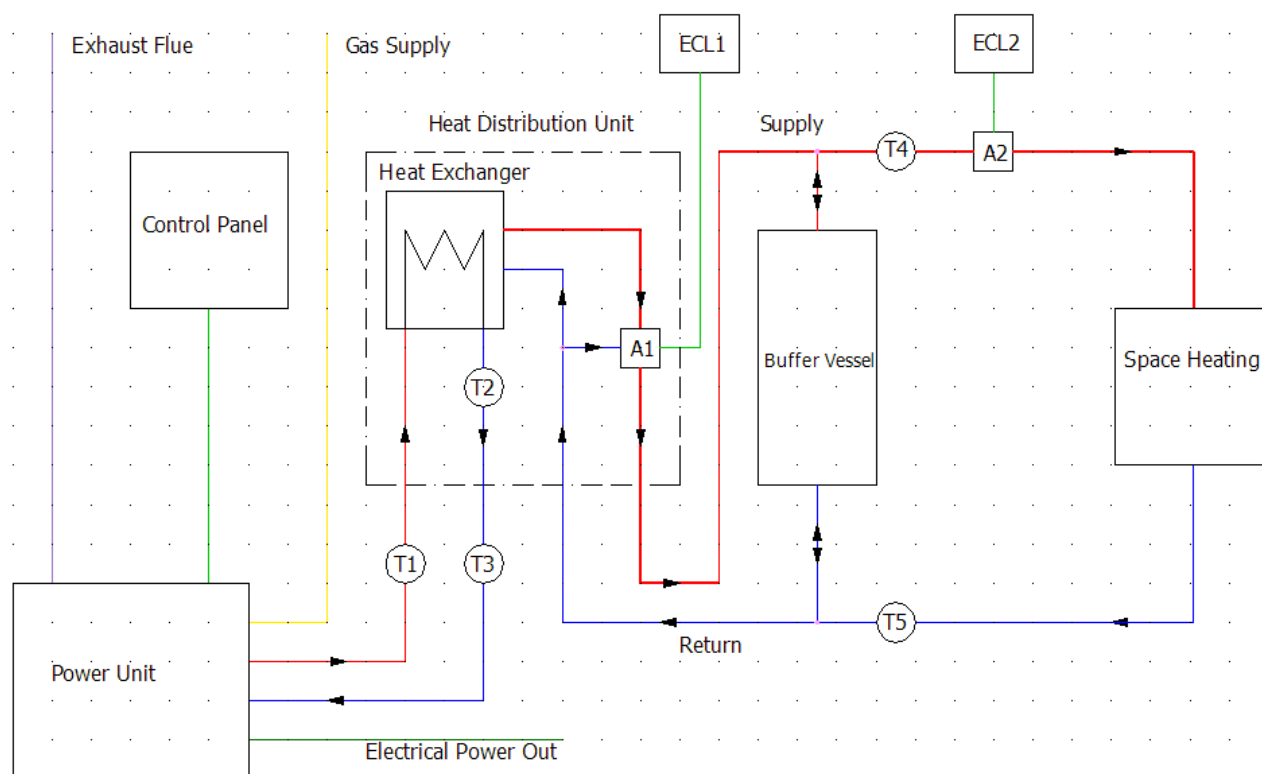 Exhaust Flue
Gas Supply
ECL1
ECL2
Heat Distribution Unit
Supply
T4
A2
Heat Exchanger
Control Panel
A1
Buffer Vessel
Space Heating
T2
T1
T3
T5
Return
Power Unit
Electrical Power Out